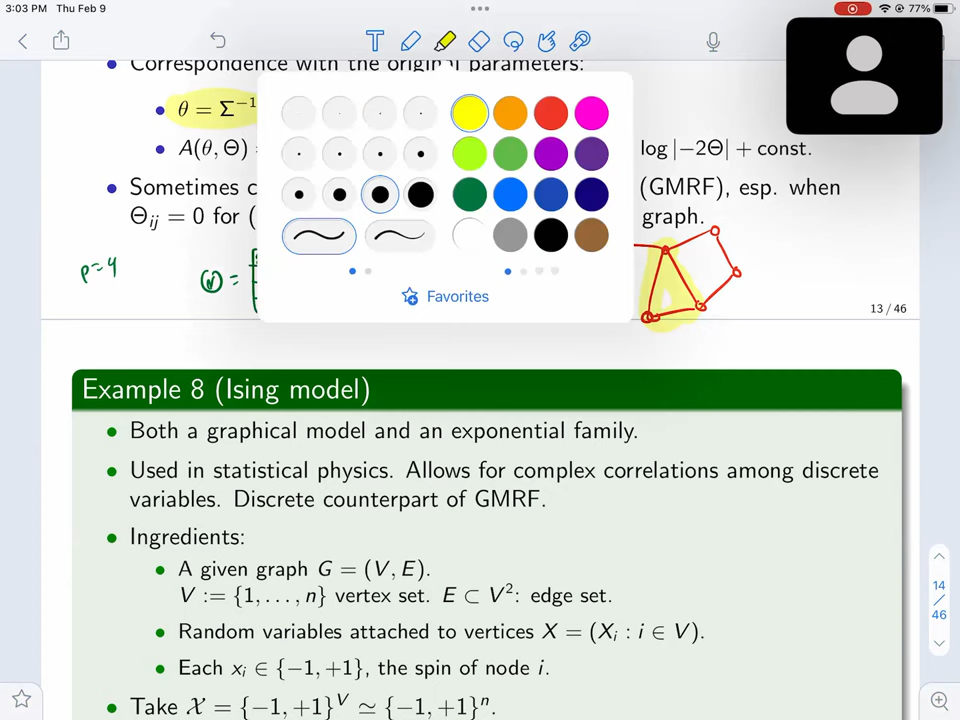 3:03 PM Thu Feb 9
77%
Correspondence with the original parameters:
θ = Σ⁻¹
A(θ, Θ) = log |−2Θ| + const.
Sometimes c (GMRF), esp. when
Θij = 0 for ( graph.
p=4
Θ = [
Favorites
13 / 46
Example 8 (Ising model)
Both a graphical model and an exponential family.
Used in statistical physics. Allows for complex correlations among discrete
variables. Discrete counterpart of GMRF.
Ingredients:
A given graph G = (V, E).
V := {1, . . . , n} vertex set. E ⊂ V²: edge set.
Random variables attached to vertices X = (Xi : i ∈ V).
Each xi ∈ {−1, +1}, the spin of node i.
Take 𝒳 = {−1, +1}ⱽ ≃ {−1, +1}ⁿ.
14
/
46